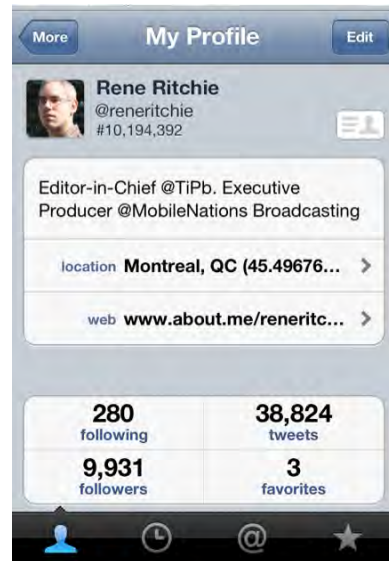 More
My Profile
Edit
Rene Ritchie
@reneritchie
#10,194,392
Editor-in-Chief @TiPb. Executive
Producer @MobileNations Broadcasting
location Montreal, QC (45.49676...
web www.about.me/reneritc...
280 38,824
following tweets
9,931 3
followers favorites
@